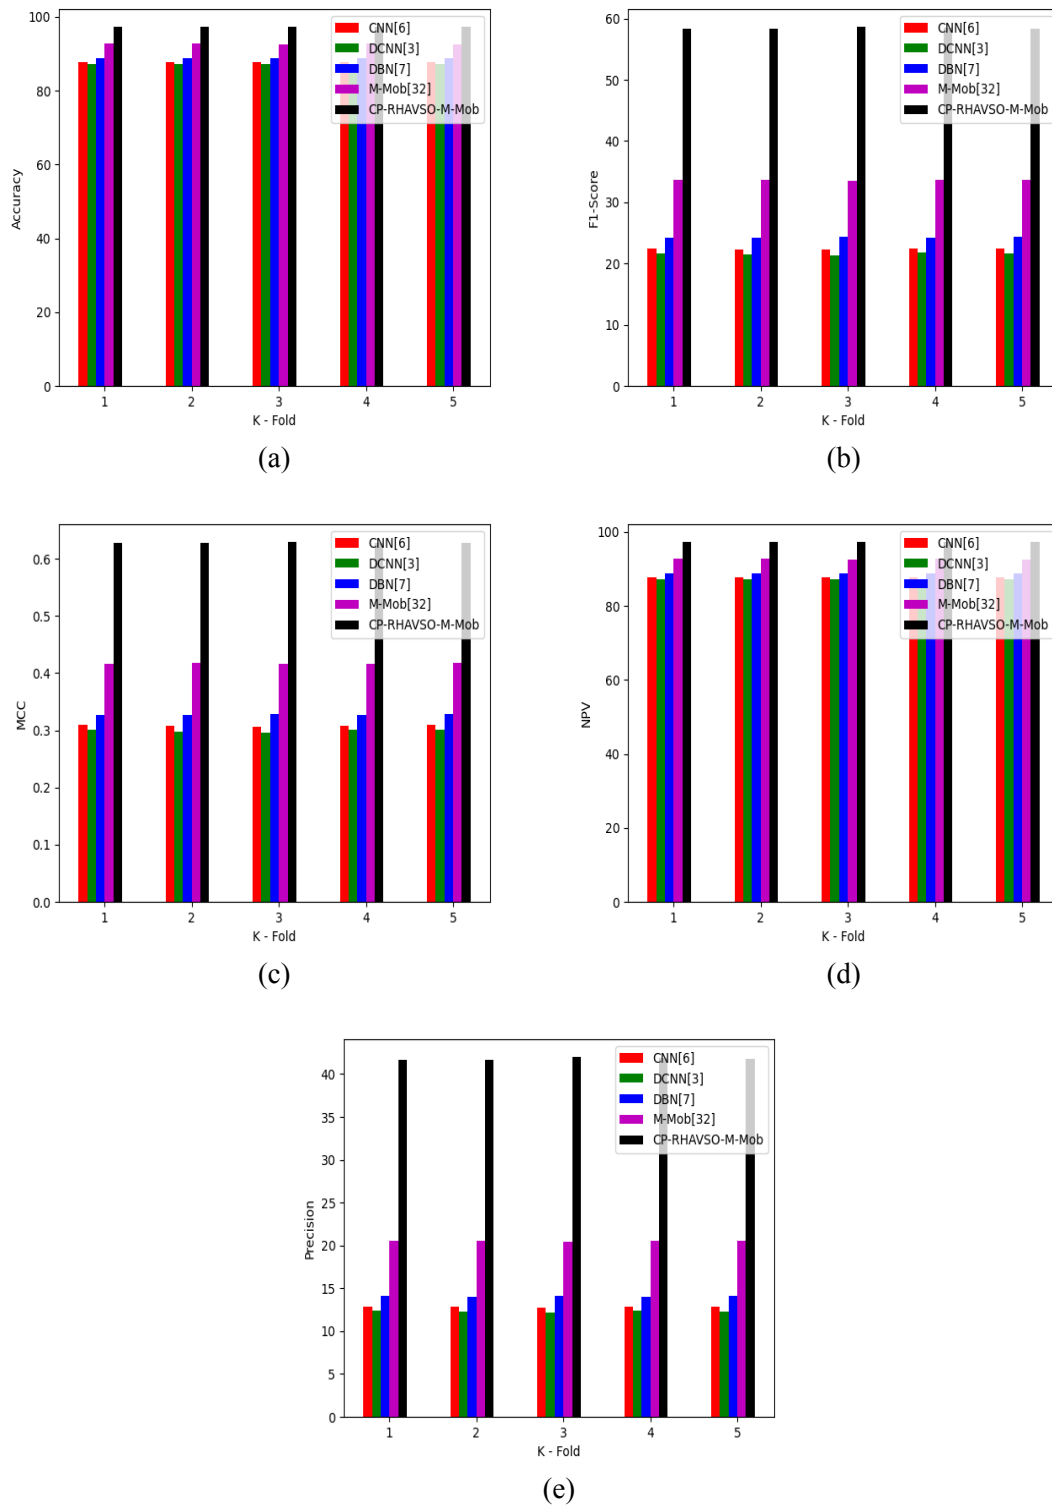 100
80
60
40
20
0
Accuracy
CNN[6]
DCNN[3]
DBN[7]
M-Mob[32]
CP-RHAVSO-M-Mob
1 2 3 4 5
K - Fold
(a)
60
50
40
30
20
10
0
F1-Score
CNN[6]
DCNN[3]
DBN[7]
M-Mob[32]
CP-RHAVSO-M-Mob
1 2 3 4 5
K - Fold
(b)
0.6
0.5
0.4
0.3
0.2
0.1
0.0
MCC
CNN[6]
DCNN[3]
DBN[7]
M-Mob[32]
CP-RHAVSO-M-Mob
1 2 3 4 5
K - Fold
(c)
100
80
60
40
20
0
NPV
CNN[6]
DCNN[3]
DBN[7]
M-Mob[32]
CP-RHAVSO-M-Mob
1 2 3 4 5
K - Fold
(d)
40
35
30
25
20
15
10
5
0
Precision
CNN[6]
DCNN[3]
DBN[7]
M-Mob[32]
CP-RHAVSO-M-Mob
1 2 3 4 5
K - Fold
(e)